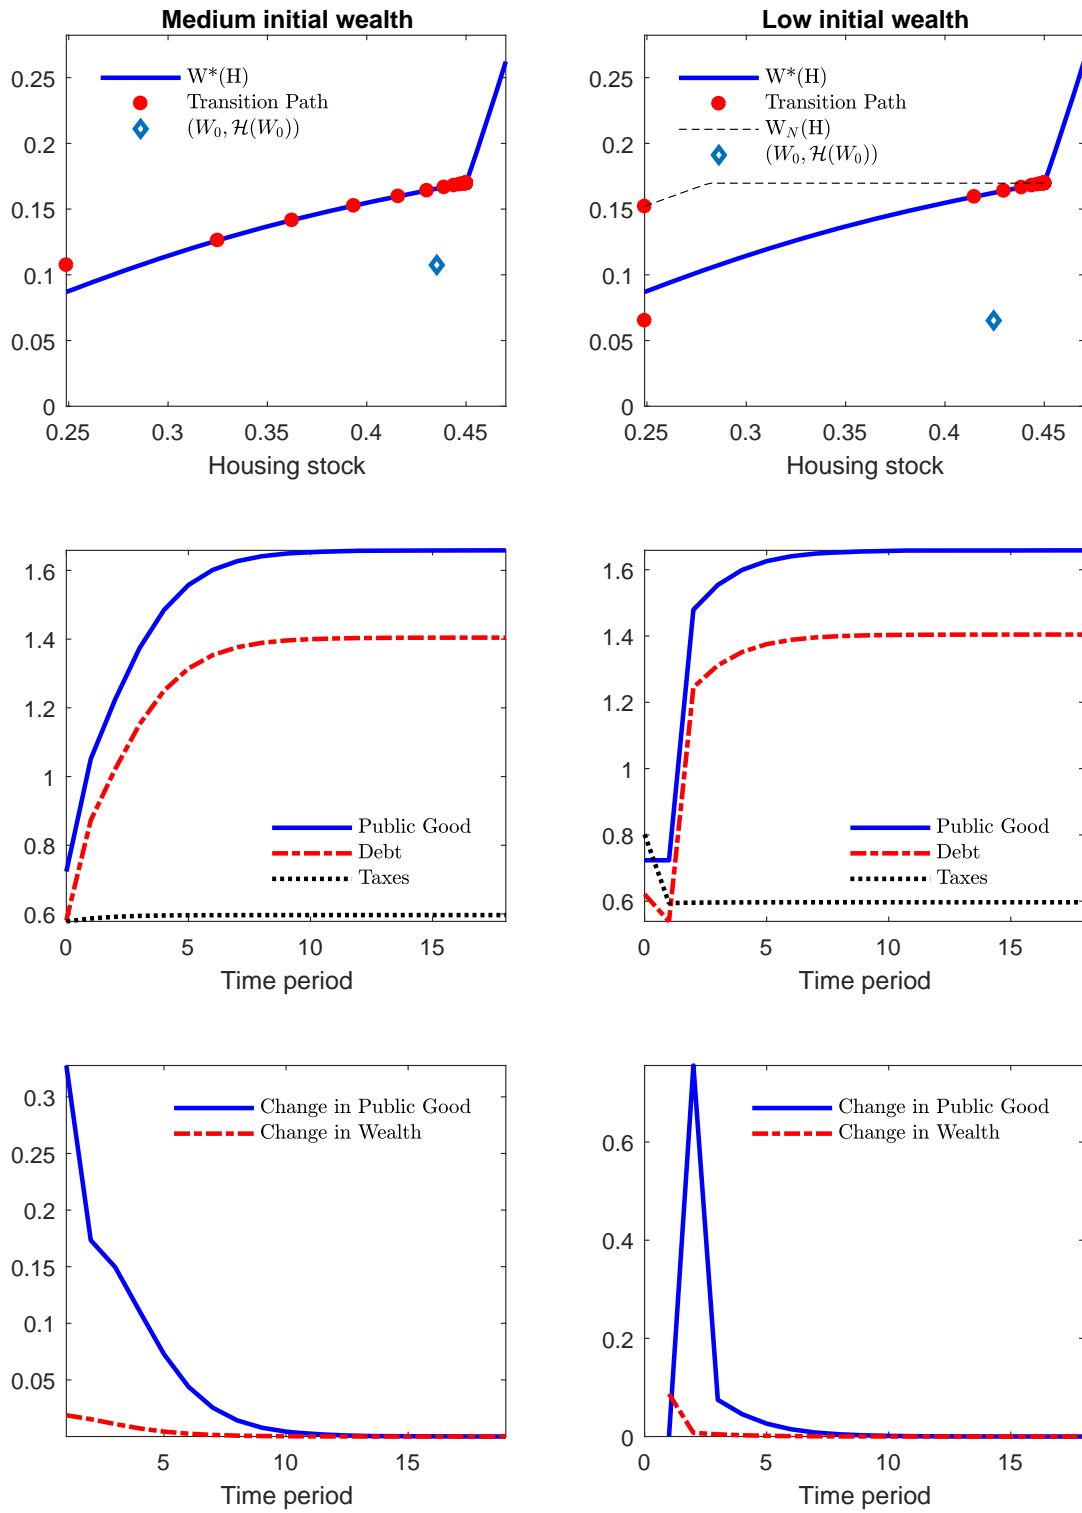 Medium initial wealth
0.25
0.2
0.15
0.1
0.05
0
W*(H)
Transition Path
(W₀, ℋ(W₀))
0.25 0.3 0.35 0.4 0.45
Housing stock
Low initial wealth
0.25
0.2
0.15
0.1
0.05
0
W*(H)
Transition Path
W_N(H)
(W₀, ℋ(W₀))
0.25 0.3 0.35 0.4 0.45
Housing stock
1.6
1.4
1.2
1
0.8
0.6
Public Good
Debt
Taxes
0 5 10 15
Time period
1.6
1.4
1.2
1
0.8
0.6
Public Good
Debt
Taxes
0 5 10 15
Time period
0.3
0.25
0.2
0.15
0.1
0.05
Change in Public Good
Change in Wealth
5 10 15
Time period
0.6
0.4
0.2
0
Change in Public Good
Change in Wealth
0 5 10 15
Time period